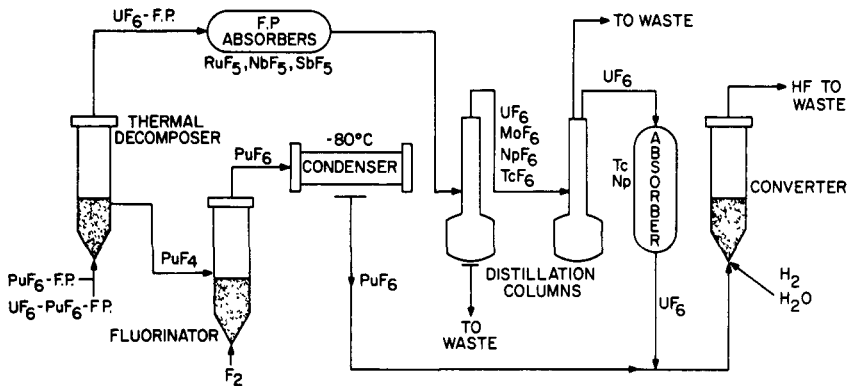 UF6-F.P.
F.P
ABSORBERS
RuF5, NbF5, SbF5
TO WASTE
UF6
HF TO
WASTE
THERMAL
DECOMPOSER
-80°C
CONDENSER
PuF6
UF6
MoF6
NpF6
TcF6
Tc
Np
ABSORBER
CONVERTER
PuF4
PuF6-F.P.
UF6-PuF6-F.P.
FLUORINATOR
F2
PuF6
DISTILLATION
COLUMNS
TO
WASTE
UF6
H2
H2O